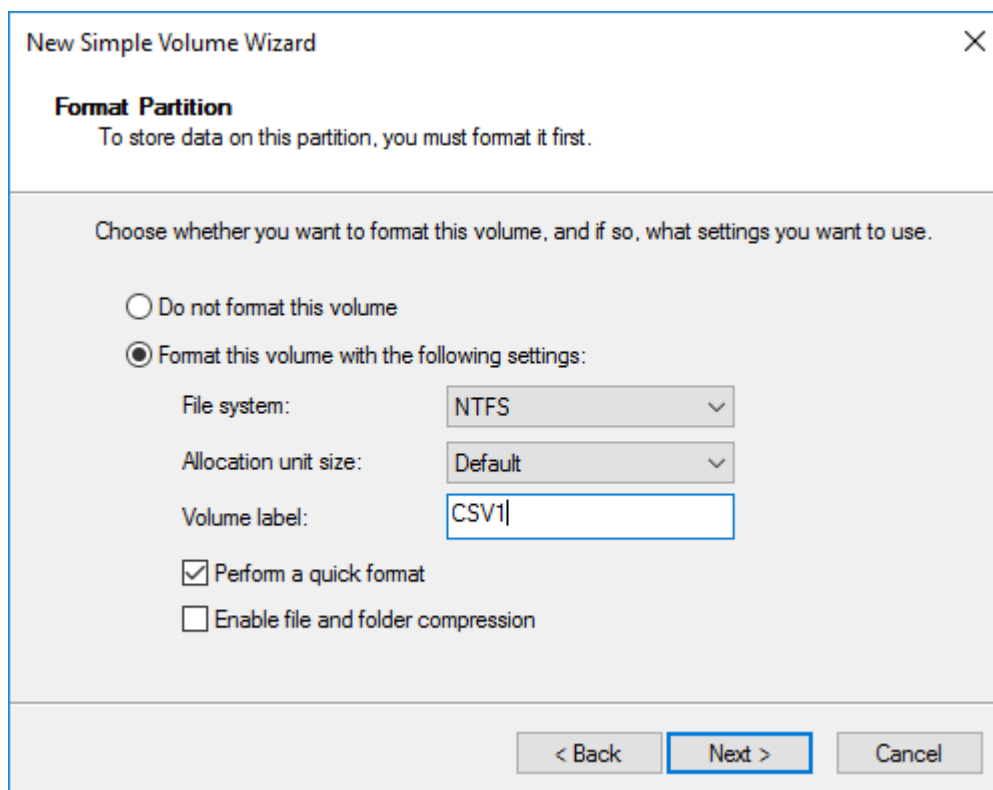 New Simple Volume Wizard
Format Partition
To store data on this partition, you must format it first.
Choose whether you want to format this volume, and if so, what settings you want to use.
Do not format this volume
Format this volume with the following settings:
File system: NTFS
Allocation unit size: Default
Volume label: CSV1
Perform a quick format
Enable file and folder compression
< Back Next > Cancel